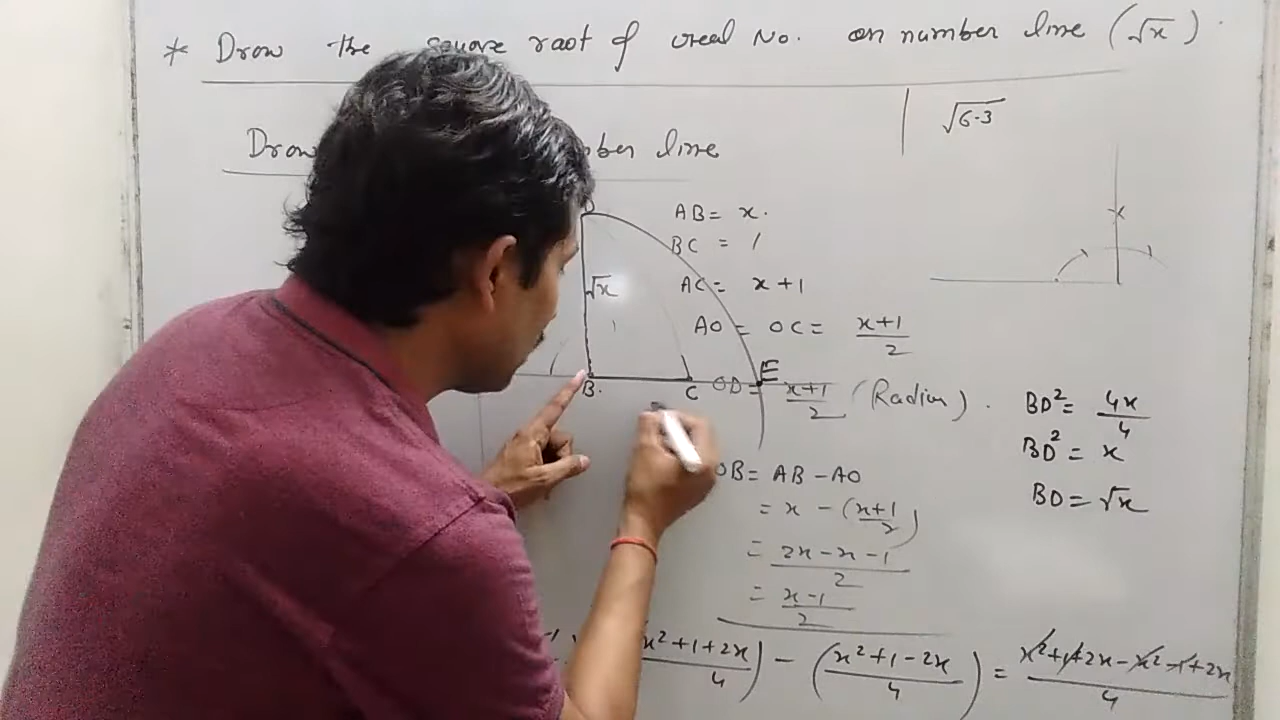 * Draw the square root of real No. on number line (√x).
√6.3
Draw line
AB = x.
BC = 1
√x
AC = x+1
AO = OC = x+1/2
E
B. C
OD = x+1/2 (Radius).
BD² = 4x/4
BD² = x
BD = √x
OB = AB - AO
= x - (x+1/2)
= 2x-x-1/2
= x-1/2
x²+1+2x/4) - (x²+1-2x/4) = x²+1+2x-x²-1+2x/4